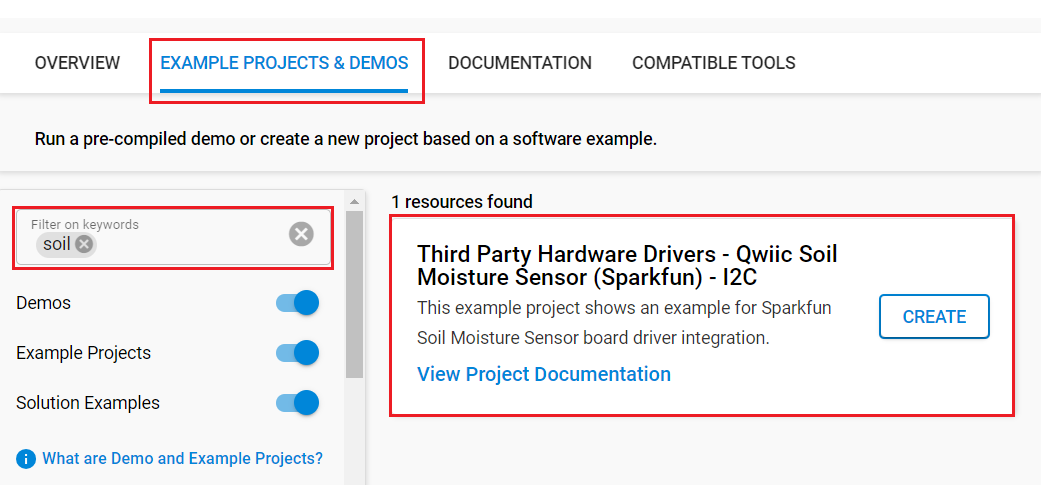 OVERVIEW EXAMPLE PROJECTS & DEMOS DOCUMENTATION COMPATIBLE TOOLS
Run a pre-compiled demo or create a new project based on a software example.
Filter on keywords
soil
Demos
Example Projects
Solution Examples
What are Demo and Example Projects?
1 resources found
Third Party Hardware Drivers - Qwiic Soil
Moisture Sensor (Sparkfun) - I2C
This example project shows an example for Sparkfun
Soil Moisture Sensor board driver integration.
View Project Documentation
CREATE